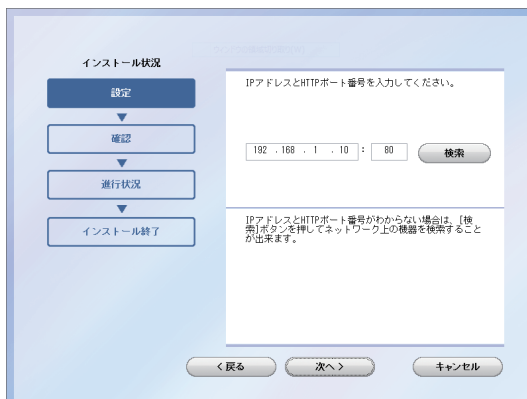 インストール状況
設定
確認
進行状況
インストール終了
IPアドレスとHTTPポート番号を入力してください。
192 .168 . 1 . 10 : 80
検索
IPアドレスとHTTPポート番号がわからない場合は、[検
索]ボタンを押してネットワーク上の機器を検索すること
が出来ます。
< 戻る
次へ >
キャンセル